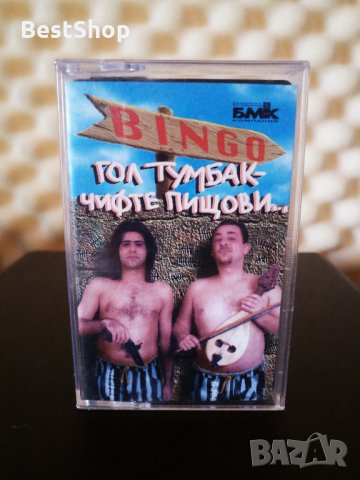 BestShop
БМК
BINGO
ГОЛ ТУМБАК-
ЧИФТЕ ПИЩОВИ..
BAZAR